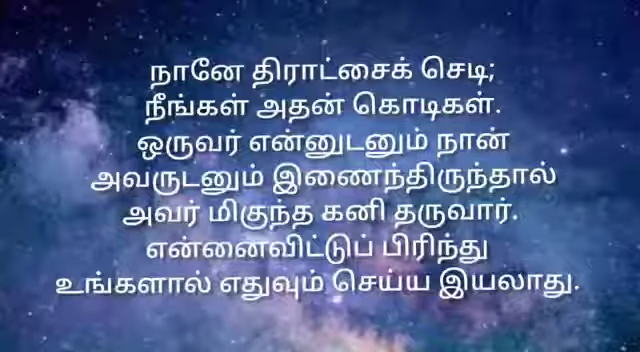 நானே திராட்சைக் செடி;
நீங்கள் அதன் கொடிகள்.
ஒருவர் என்னுடனும் நான்
அவருடனும் இணைந்திருந்தால்
அவர் மிகுந்த கனி தருவார்.
என்னைவிட்டுப் பிரிந்து
உங்களால் எதுவும் செய்ய இயலாது.